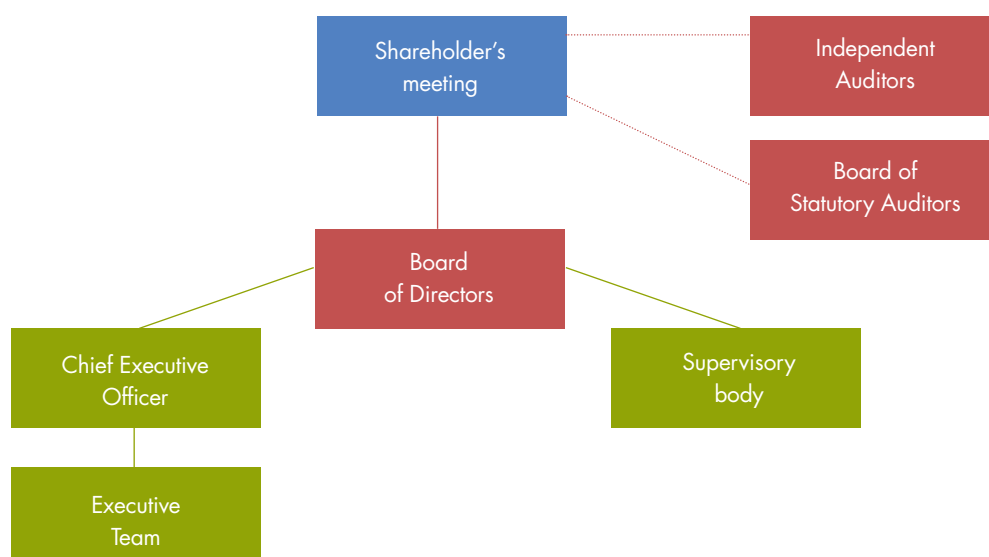 Shareholder’s
meeting
Independent
Auditors
Board of
Statutory Auditors
Board
of Directors
Chief Executive
Officer
Supervisory
body
Executive
Team